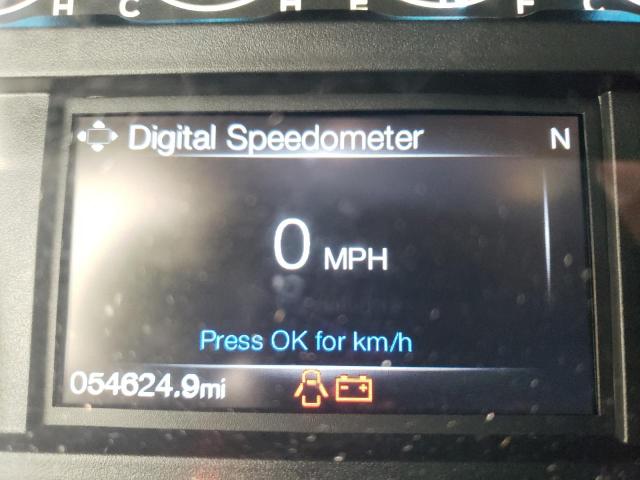 H C H E H F C
Digital Speedometer N
0 MPH
Press OK for km/h
054624.9mi